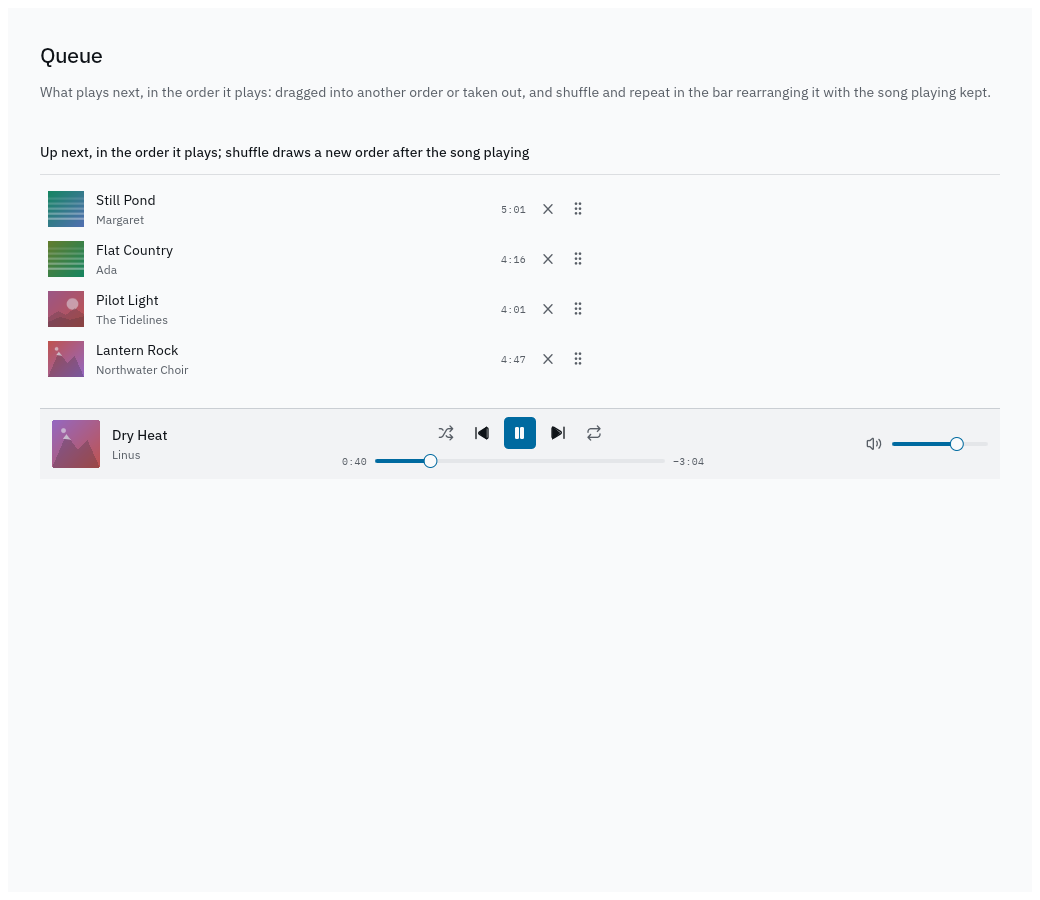 Queue
What plays next, in the order it plays: dragged into another order or taken out, and shuffle and repeat in the bar rearranging it with the song playing kept.
Up next, in the order it plays; shuffle draws a new order after the song playing
Still Pond
Margaret
5:01
Flat Country
Ada
4:16
Pilot Light
The Tidelines
4:01
Lantern Rock
Northwater Choir
4:47
Dry Heat
Linus
0:40
−3:04